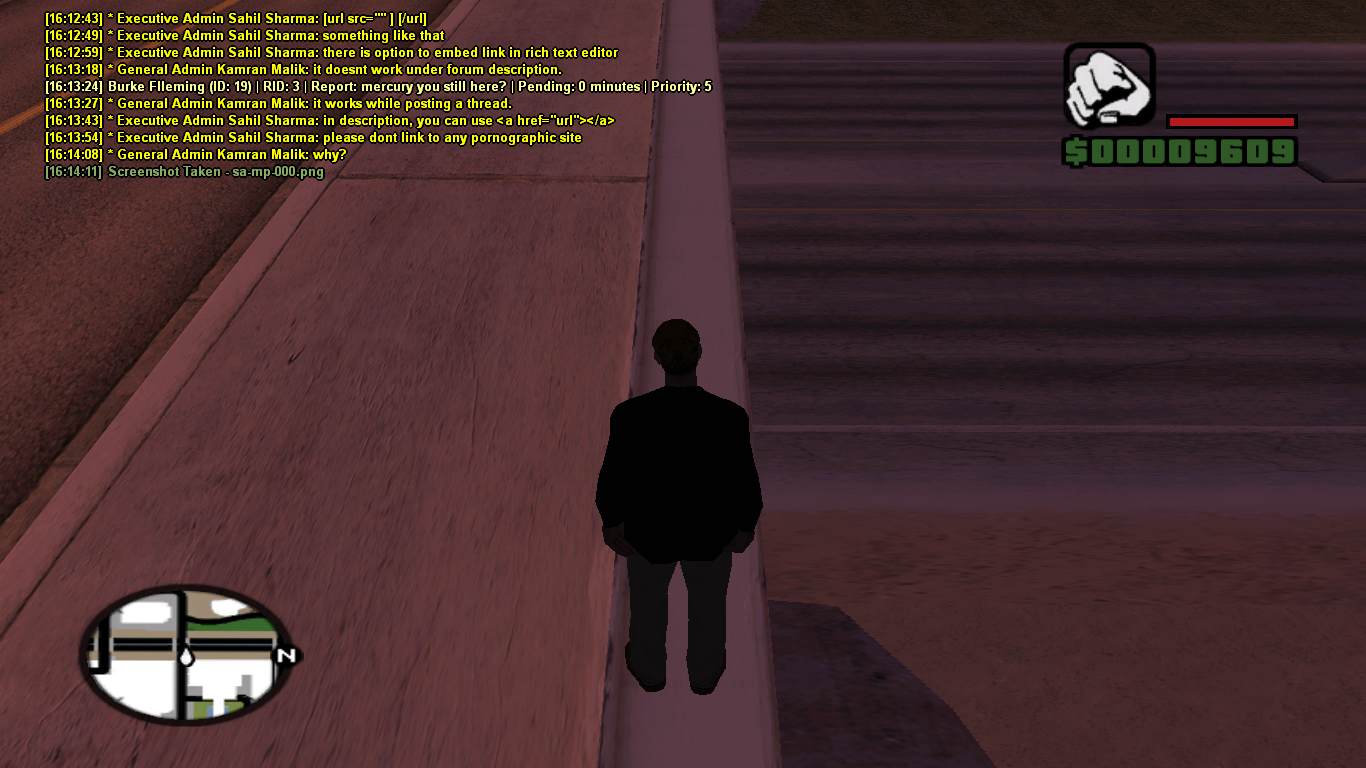 [16:12:43] * Executive Admin Sahil Sharma: [url src="" ] [/url]
[16:12:49] * Executive Admin Sahil Sharma: something like that
[16:12:59] * Executive Admin Sahil Sharma: there is option to embed link in rich text editor
[16:13:18] * General Admin Kamran Malik: it doesnt work under forum description.
[16:13:24] Burke Flleming (ID: 19) | RID: 3 | Report: mercury you still here? | Pending: 0 minutes | Priority: 5
[16:13:27] * General Admin Kamran Malik: it works while posting a thread.
[16:13:43] * Executive Admin Sahil Sharma: in description, you can use <a href="url"></a>
[16:13:54] * Executive Admin Sahil Sharma: please dont link to any pornographic site
[16:14:08] * General Admin Kamran Malik: why?
[16:14:11] Screenshot Taken - sa-mp-000.png
$00009609
N